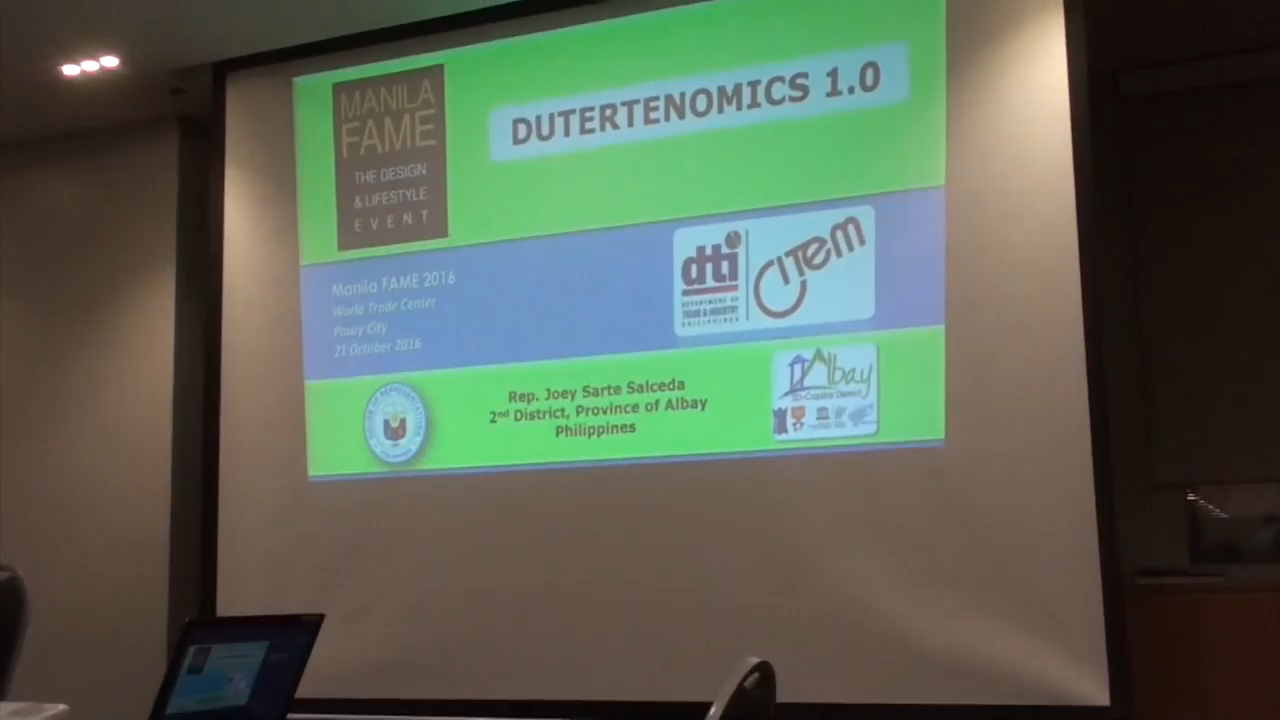 MANILA
FAME
THE DESIGN
& LIFESTYLE
EVENT
DUTERTENOMICS 1.0
Manila FAME 2016
World Trade Center
Pasay City
21 October 2016
dti
DEPARTMENT OF
TRADE & INDUSTRY
PHILIPPINES
CITEM
Rep. Joey Sarte Salceda
2nd District, Province of Albay
Philippines
Albay